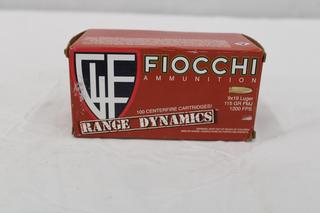 FIOCCHI
AMMUNITION
100 CENTERFIRE CARTRIDGES
9x19 Luger
115 GR FMJ
1200 FPS
RANGE DYNAMICS